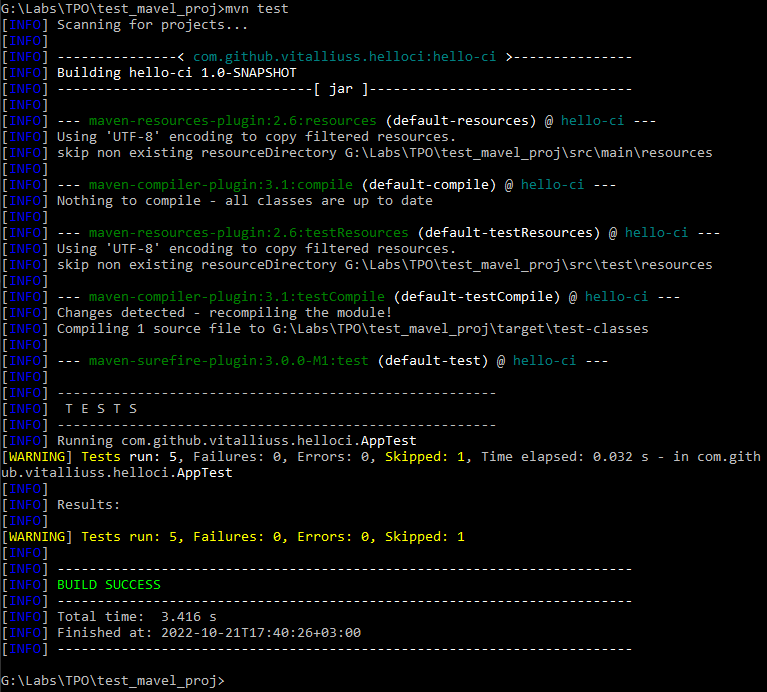 G:\Labs\TPO\test_mavel_proj>mvn test
[INFO] Scanning for projects...
[INFO]
[INFO] ---------------< com.github.vitalliuss.helloci:hello-ci >---------------
[INFO] Building hello-ci 1.0-SNAPSHOT
[INFO] --------------------------------[ jar ]---------------------------------
[INFO]
[INFO] --- maven-resources-plugin:2.6:resources (default-resources) @ hello-ci ---
[INFO] Using 'UTF-8' encoding to copy filtered resources.
[INFO] skip non existing resourceDirectory G:\Labs\TPO\test_mavel_proj\src\main\resources
[INFO]
[INFO] --- maven-compiler-plugin:3.1:compile (default-compile) @ hello-ci ---
[INFO] Nothing to compile - all classes are up to date
[INFO]
[INFO] --- maven-resources-plugin:2.6:testResources (default-testResources) @ hello-ci ---
[INFO] Using 'UTF-8' encoding to copy filtered resources.
[INFO] skip non existing resourceDirectory G:\Labs\TPO\test_mavel_proj\src\test\resources
[INFO]
[INFO] --- maven-compiler-plugin:3.1:testCompile (default-testCompile) @ hello-ci ---
[INFO] Changes detected - recompiling the module!
[INFO] Compiling 1 source file to G:\Labs\TPO\test_mavel_proj\target\test-classes
[INFO]
[INFO] --- maven-surefire-plugin:3.0.0-M1:test (default-test) @ hello-ci ---
[INFO]
[INFO] -------------------------------------------------------
[INFO]  T E S T S
[INFO] -------------------------------------------------------
[INFO] Running com.github.vitalliuss.helloci.AppTest
[WARNING] Tests run: 5, Failures: 0, Errors: 0, Skipped: 1, Time elapsed: 0.032 s - in com.gith
ub.vitalliuss.helloci.AppTest
[INFO]
[INFO] Results:
[INFO]
[WARNING] Tests run: 5, Failures: 0, Errors: 0, Skipped: 1
[INFO]
[INFO] ------------------------------------------------------------------------
[INFO] BUILD SUCCESS
[INFO] ------------------------------------------------------------------------
[INFO] Total time:  3.416 s
[INFO] Finished at: 2022-10-21T17:40:26+03:00
[INFO] ------------------------------------------------------------------------
G:\Labs\TPO\test_mavel_proj>